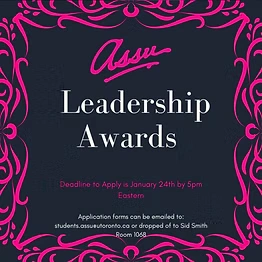 assu
Leadership
Awards
Deadline to Apply is January 24th by 5pm
Eastern
Application forms can be emailed to:
students.assu@utoronto.ca or dropped of to Sid Smith
Room 1068